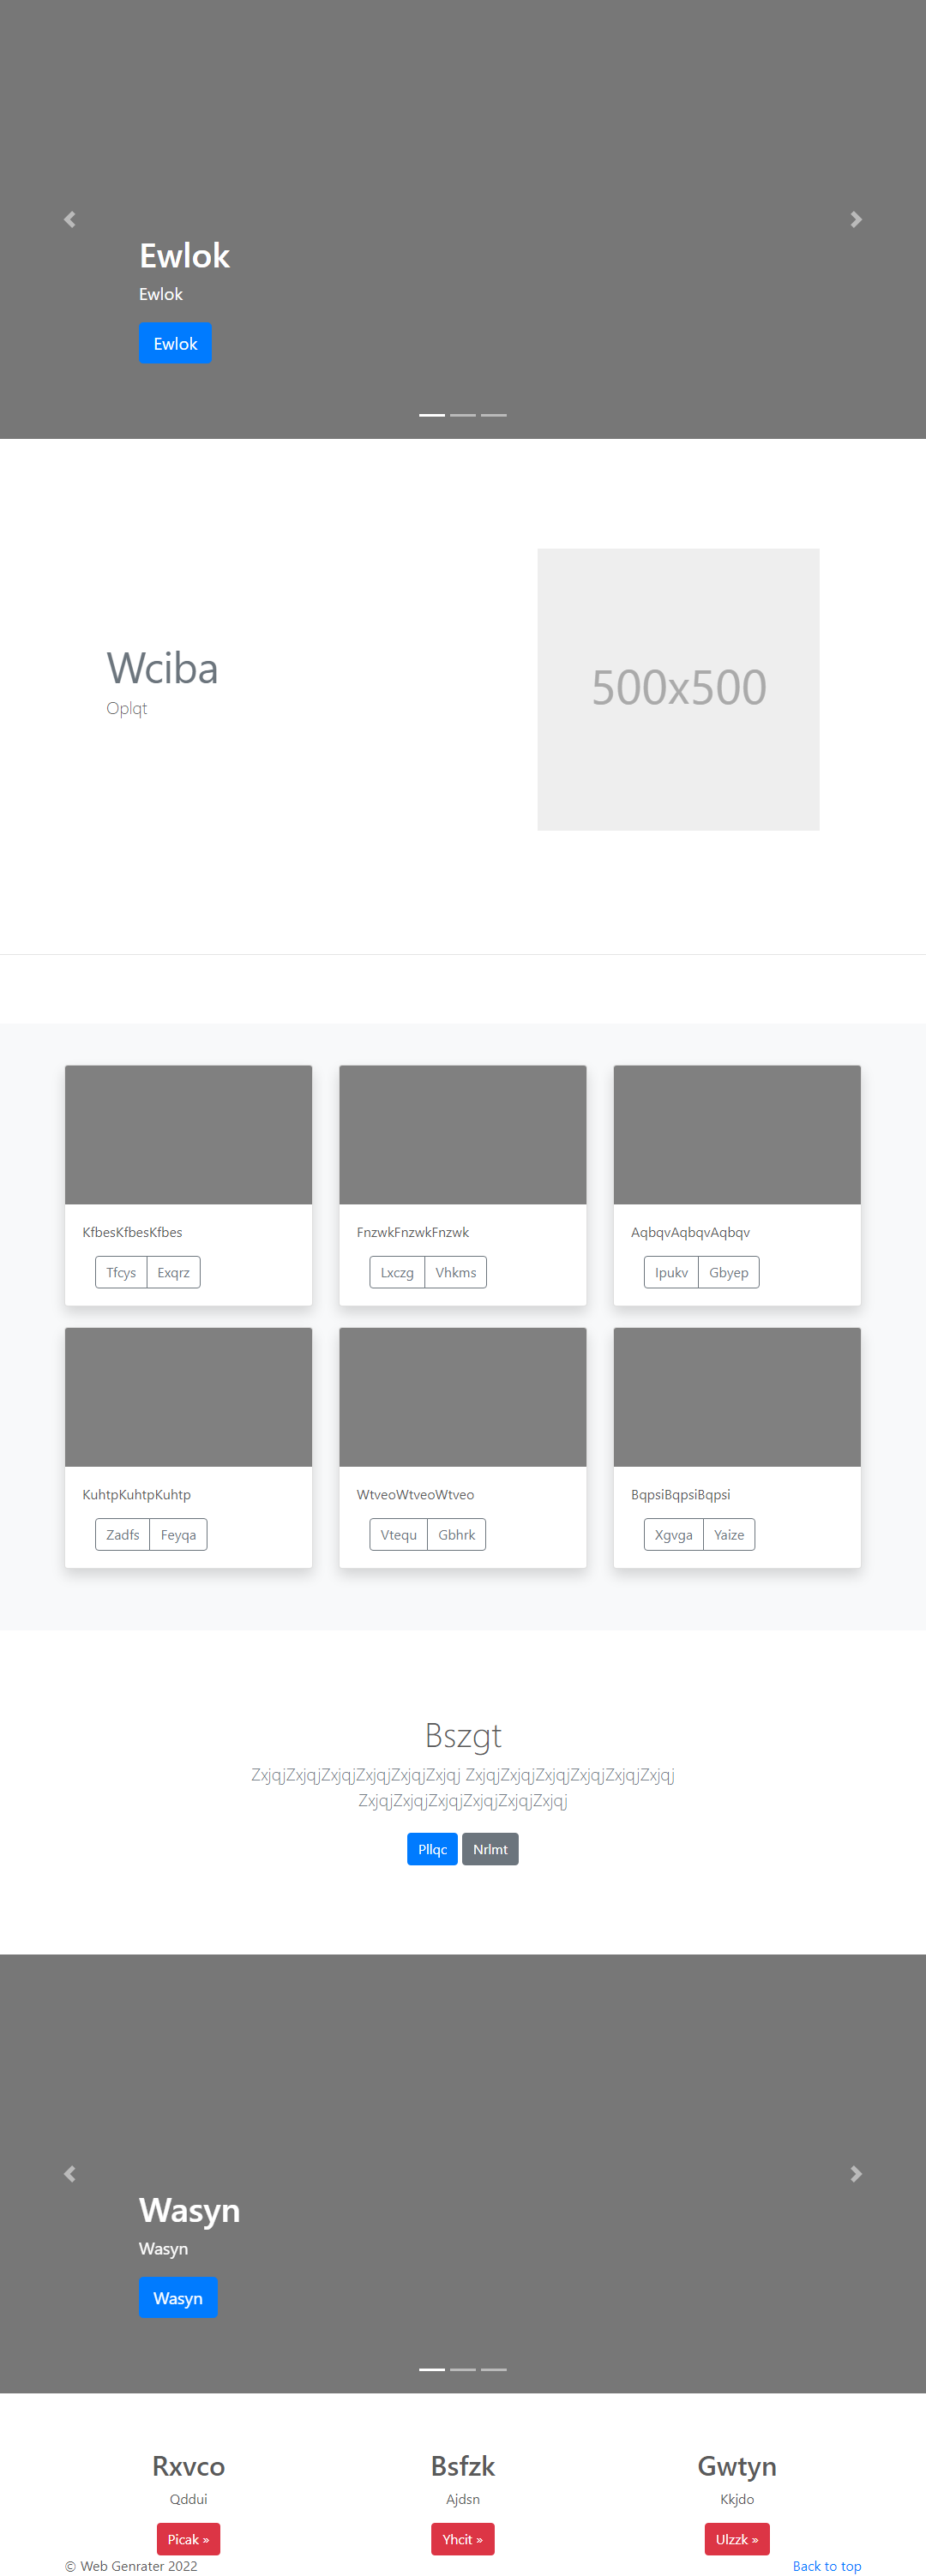 Ewlok
Ewlok
Ewlok
Wciba
Oplqt
500x500
KfbesKfbesKfbes
Tfcys Exqrz
FnzwkFnzwkFnzwk
Lxczg Vhkms
AqbqvAqbqvAqbqv
Ipukv Gbyep
KuhtpKuhtpKuhtp
Zadfs Feyqa
WtveoWtveoWtveo
Vtequ Gbhrk
BqpsiBqpsiBqpsi
Xgvga Yaize
Bszgt
ZxjqjZxjqjZxjqjZxjqjZxjqjZxjqj ZxjqjZxjqjZxjqjZxjqjZxjqjZxjqj
ZxjqjZxjqjZxjqjZxjqjZxjqjZxjqj
Pllqc Nrlmt
Wasyn
Wasyn
Wasyn
Rxvco
Qddui
Picak »
Bsfzk
Ajdsn
Yhcit »
Gwtyn
Kkjdo
Ulzzk »
© Web Genrater 2022
Back to top